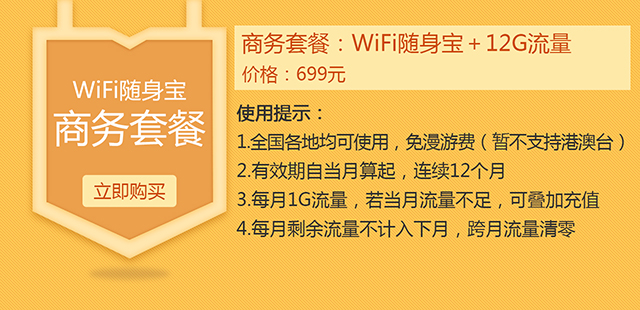 WiFi随身宝
商务套餐
立即购买
商务套餐：WiFi随身宝＋12G流量
价格：699元
使用提示：
1.全国各地均可使用，免漫游费（暂不支持港澳台）
2.有效期自当月算起，连续12个月
3.每月1G流量，若当月流量不足，可叠加充值
4.每月剩余流量不计入下月，跨月流量清零